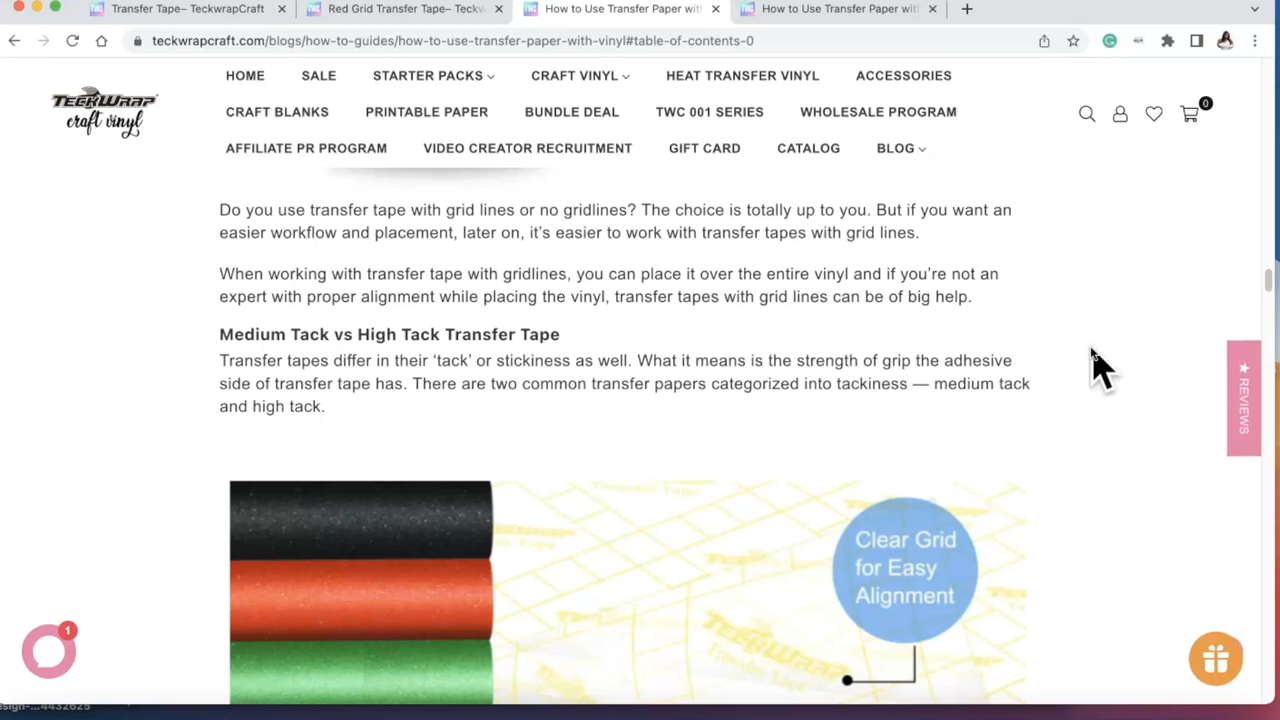 Transfer Tape– TeckwrapCraft
Red Grid Transfer Tape– Teckw
How to Use Transfer Paper with
How to Use Transfer Paper with
teckwrapcraft.com/blogs/how-to-guides/how-to-use-transfer-paper-with-vinyl#table-of-contents-0
TECKWRAP
craft vinyl
HOME SALE STARTER PACKS CRAFT VINYL HEAT TRANSFER VINYL ACCESSORIES
CRAFT BLANKS PRINTABLE PAPER BUNDLE DEAL TWC 001 SERIES WHOLESALE PROGRAM
AFFILIATE PR PROGRAM VIDEO CREATOR RECRUITMENT GIFT CARD CATALOG BLOG
0
Do you use transfer tape with grid lines or no gridlines? The choice is totally up to you. But if you want an
easier workflow and placement, later on, it’s easier to work with transfer tapes with grid lines.
When working with transfer tape with gridlines, you can place it over the entire vinyl and if you’re not an
expert with proper alignment while placing the vinyl, transfer tapes with grid lines can be of big help.
Medium Tack vs High Tack Transfer Tape
Transfer tapes differ in their ‘tack’ or stickiness as well. What it means is the strength of grip the adhesive
side of transfer tape has. There are two common transfer papers categorized into tackiness — medium tack
and high tack.
★ REVIEWS
Clear Grid
for Easy
Alignment
TECKWRAP
1